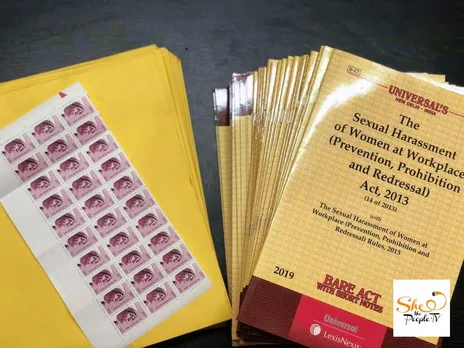 UNIVERSAL'S
NEW DELHI - INDIA
The
Sexual Harassment
of Women at Workplace
(Prevention, Prohibition
and Redressal)
Act, 2013
(14 of 2013)
with
The Sexual Harassment of Women at
Workplace (Prevention, Prohibition and
Redressal) Rules, 2013
2019
BARE ACT
WITH SHORT NOTES
Universal
LexisNexis
She
the
People TV